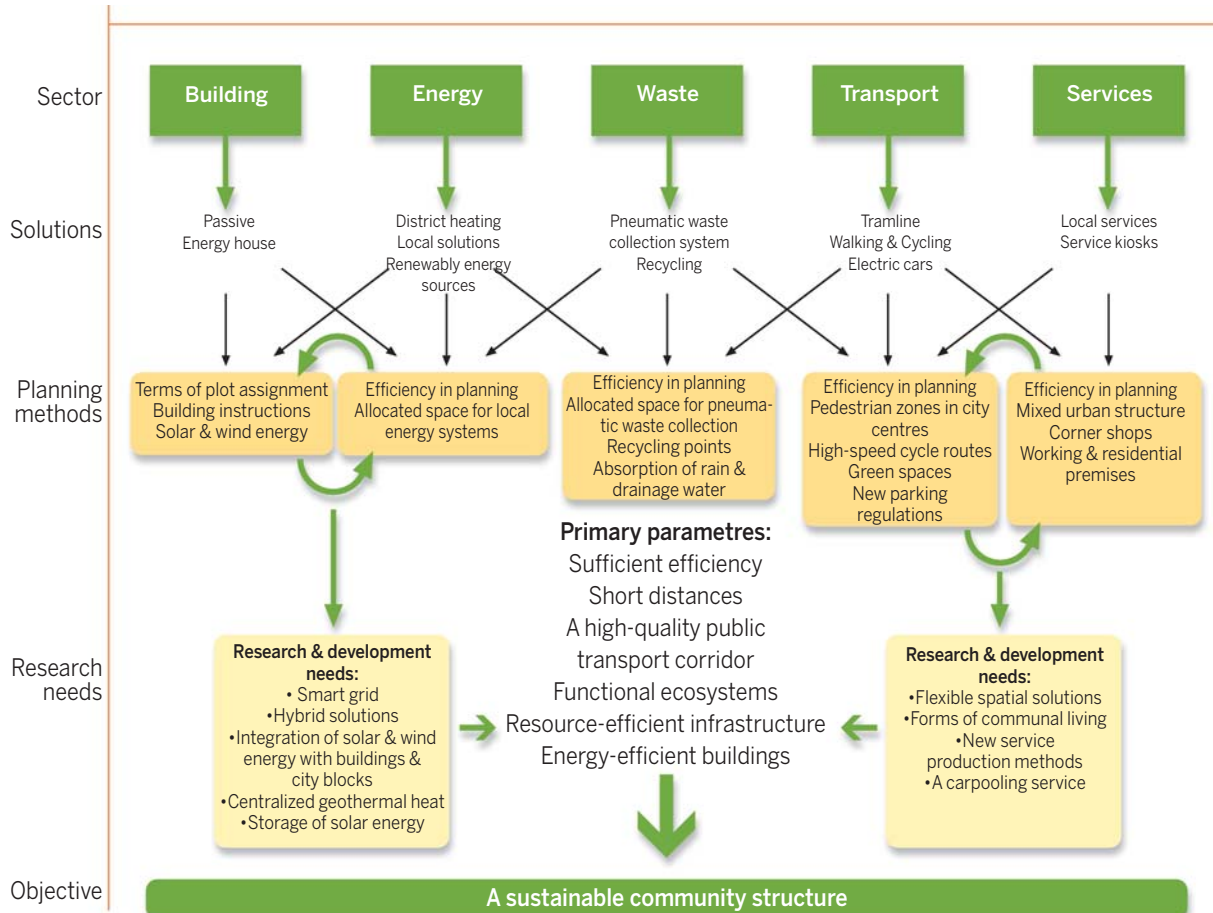 Sector
Building
Energy
Waste
Transport
Services
Solutions
Passive
Energy house
District heating
Local solutions
Renewably energy
sources
Pneumatic waste
collection system
Recycling
Tramline
Walking & Cycling
Electric cars
Local services
Service kiosks
Planning
methods
Terms of plot assignment
Building instructions
Solar & wind energy
Efficiency in planning
Allocated space for local
energy systems
Efficiency in planning
Allocated space for pneuma-
tic waste collection
Recycling points
Absorption of rain &
drainage water
Efficiency in planning
Pedestrian zones in city
centres
High-speed cycle routes
Green spaces
New parking
regulations
Efficiency in planning
Mixed urban structure
Corner shops
Working & residential
premises
Primary parametres:
Sufficient efficiency
Short distances
A high-quality public
transport corridor
Functional ecosystems
Resource-efficient infrastructure
Energy-efficient buildings
Research
needs
Research & development
needs:
• Smart grid
•Hybrid solutions
•Integration of solar & wind
energy with buildings &
city blocks
•Centralized geothermal heat
•Storage of solar energy
Research & development
needs:
•Flexible spatial solutions
•Forms of communal living
•New service
production methods
•A carpooling service
Objective
A sustainable community structure